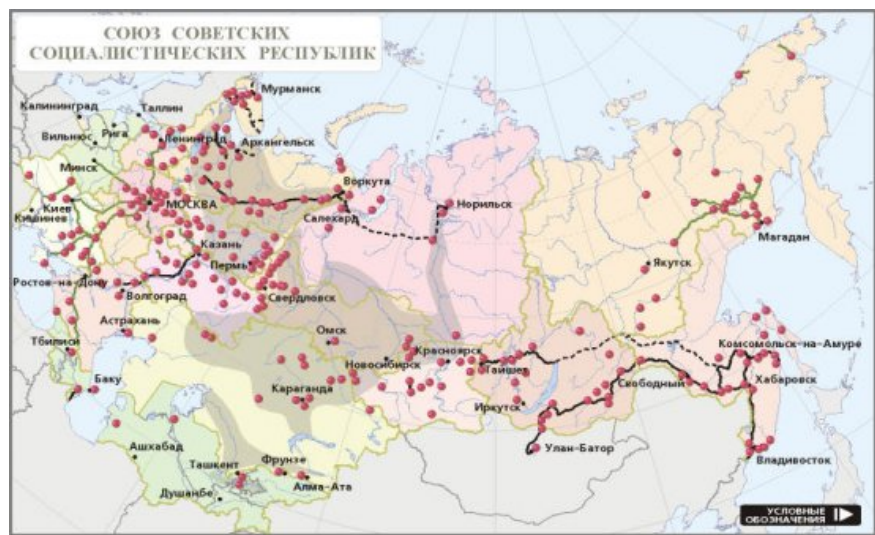 СОЮЗ СОВЕТСКИХ
СОЦИАЛИСТИЧЕСКИХ РЕСПУБЛИК
Мурманск
Калининград
Таллин
Рига
Вильнюс
Ленинград
Архангельск
Минск
Воркута
Киев
МОСКВА
Норильск
Кишинев
Салехард
Магадан
Казань
Пермь
Якутск
Ростов-на-Дону
Волгоград
Свердловск
Астрахань
Омск
Тбилиси
Новосибирск
Красноярск
Комсомольск-на-Амуре
Тайшет
Баку
Караганда
Свободный
Хабаровск
Иркутск
Ашхабад
Улан-Батор
Ташкент
Фрунзе
Владивосток
Душанбе
Алма-Ата
УСЛОВНЫЕ
ОБОЗНАЧЕНИЯ